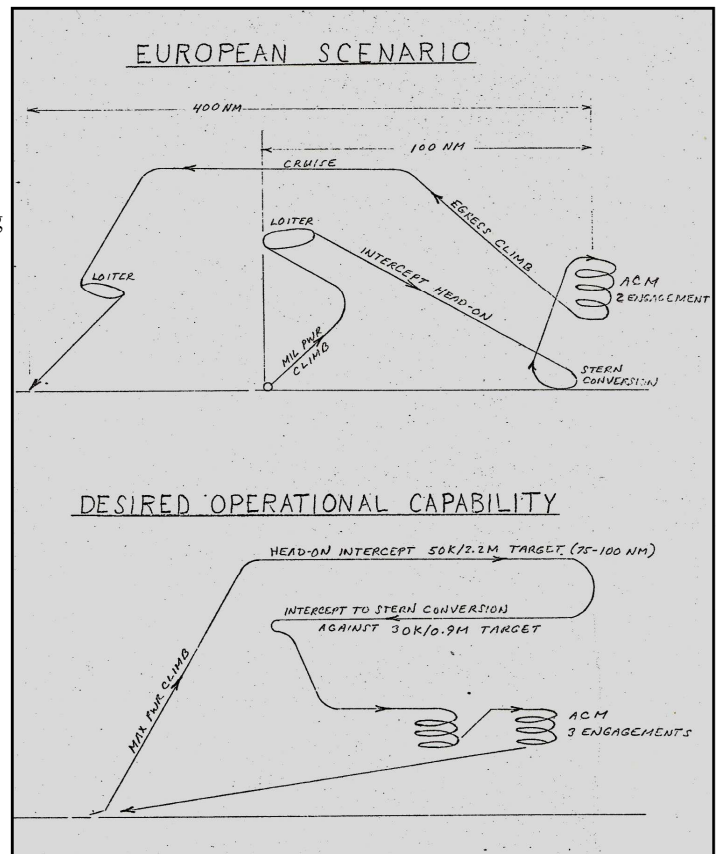 EUROPEAN SCENARIO
400 NM
100 NM
CRUISE
EGRECS CLIMB
LOITER
LOITER
INTERCEPT HEAD-ON
ACM
2 ENGAGEMENT
MIL PWR
CLIMB
STERN
CONVERSION
DESIRED OPERATIONAL CAPABILITY
HEAD-ON INTERCEPT 50K/2.2M TARGET (75-100 NM)
INTERCEPT TO STERN CONVERSION
AGAINST 30K/0.9M TARGET
MAX PWR CLIMB
ACM
3 ENGAGEMENTS